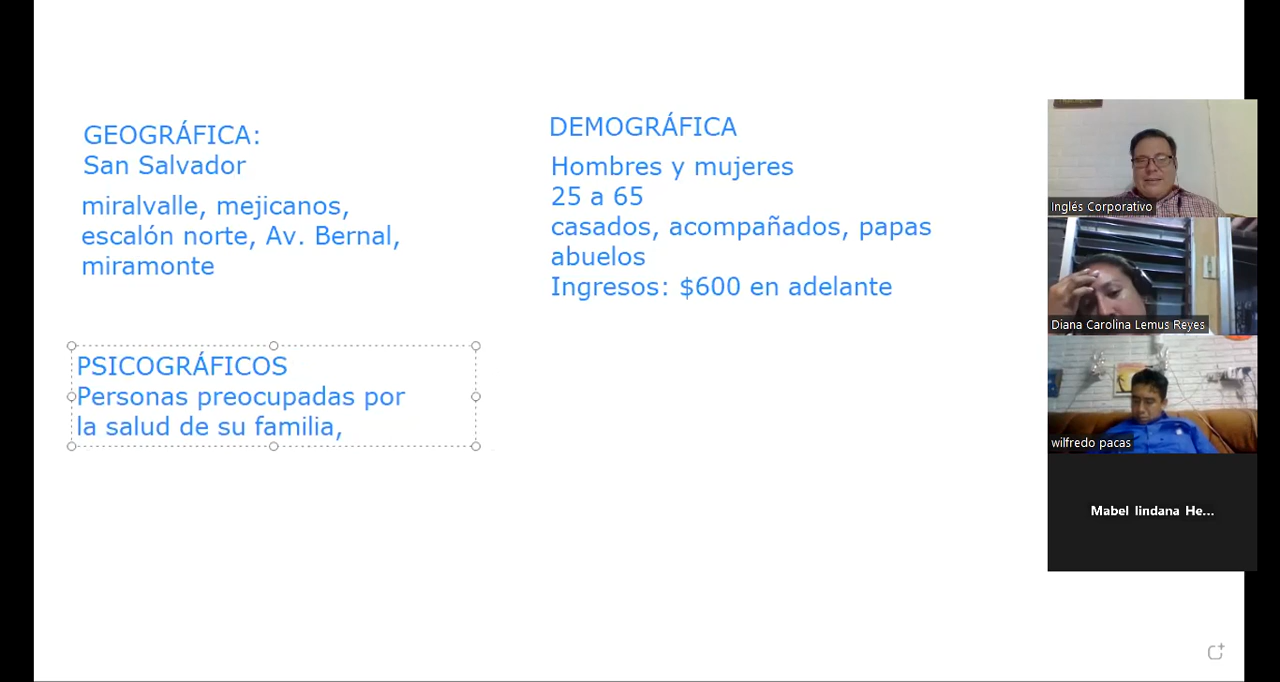 GEOGRÁFICA:
San Salvador
miralvalle, mejicanos,
escalón norte, Av. Bernal,
miramonte
DEMOGRÁFICA
Hombres y mujeres
25 a 65
casados, acompañados, papas
abuelos
Ingresos: $600 en adelante
PSICOGRÁFICOS
Personas preocupadas por
la salud de su familia,
Inglés Corporativo
Diana Carolina Lemus Reyes
wilfredo pacas
Mabel lindana He...